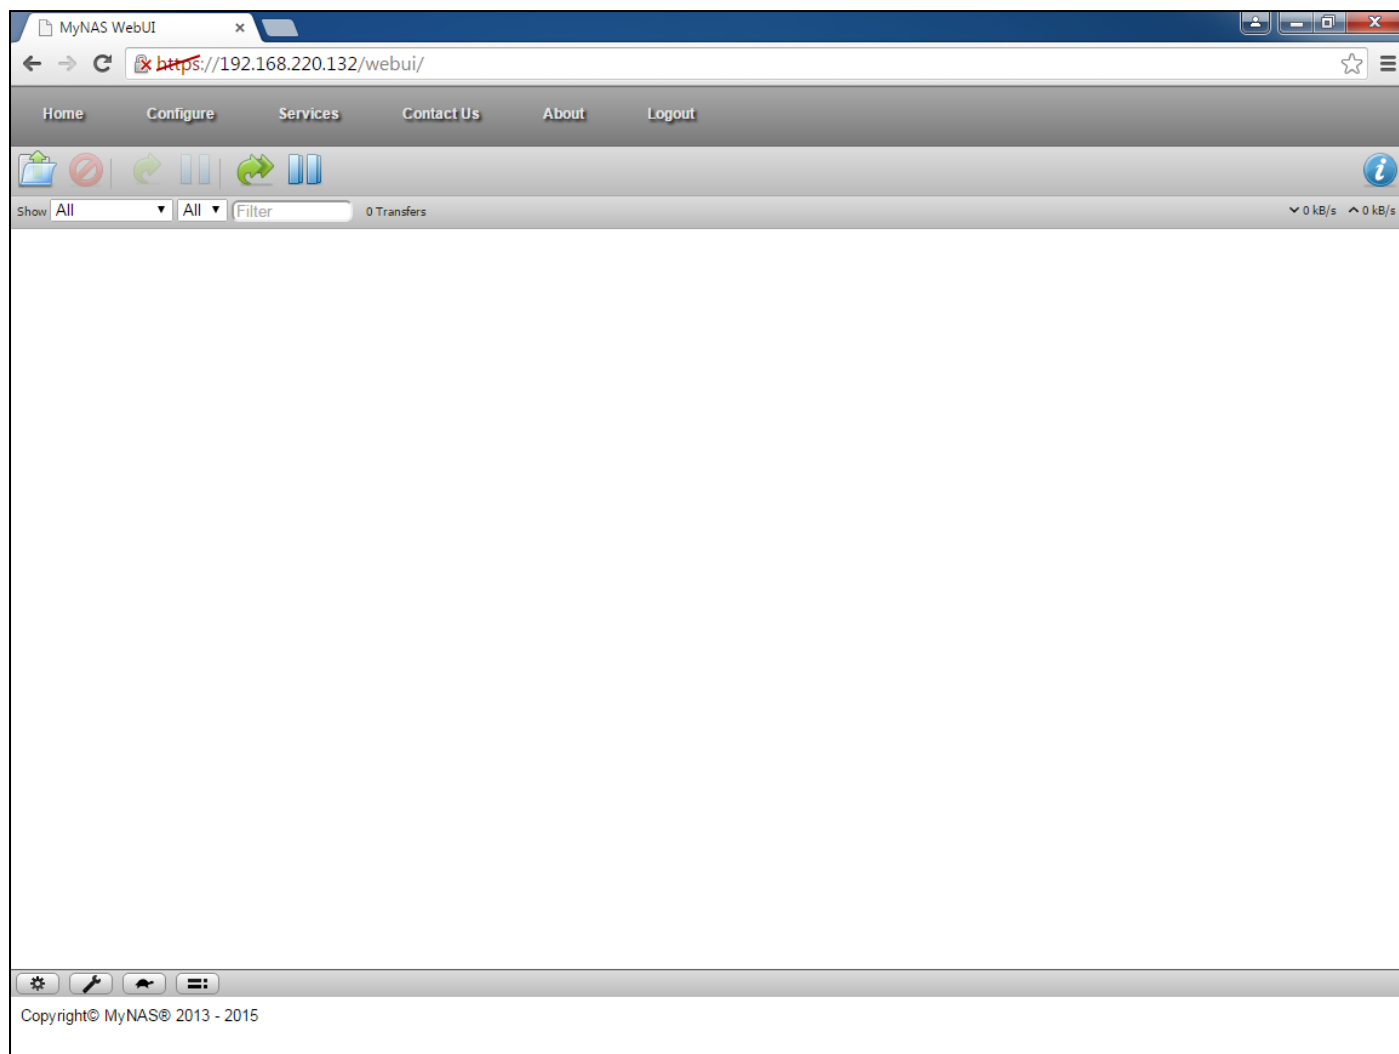 MyNAS WebUI
https://192.168.220.132/webui/
Home Configure Services Contact Us About Logout
Show All All Filter 0 Transfers 0 kB/s 0 kB/s
Copyright© MyNAS® 2013 - 2015